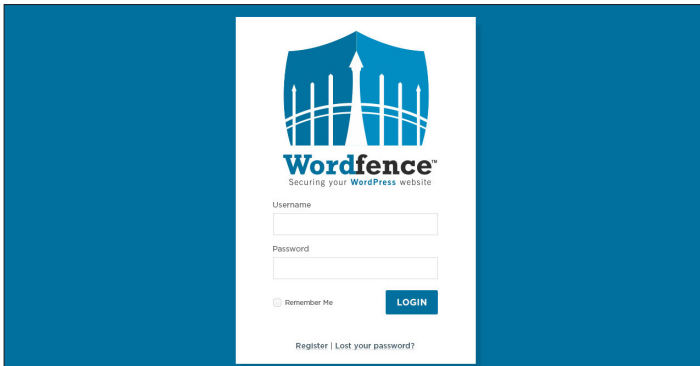 Wordfence™
Securing your WordPress website
Username
Password
Remember Me
LOGIN
Register | Lost your password?